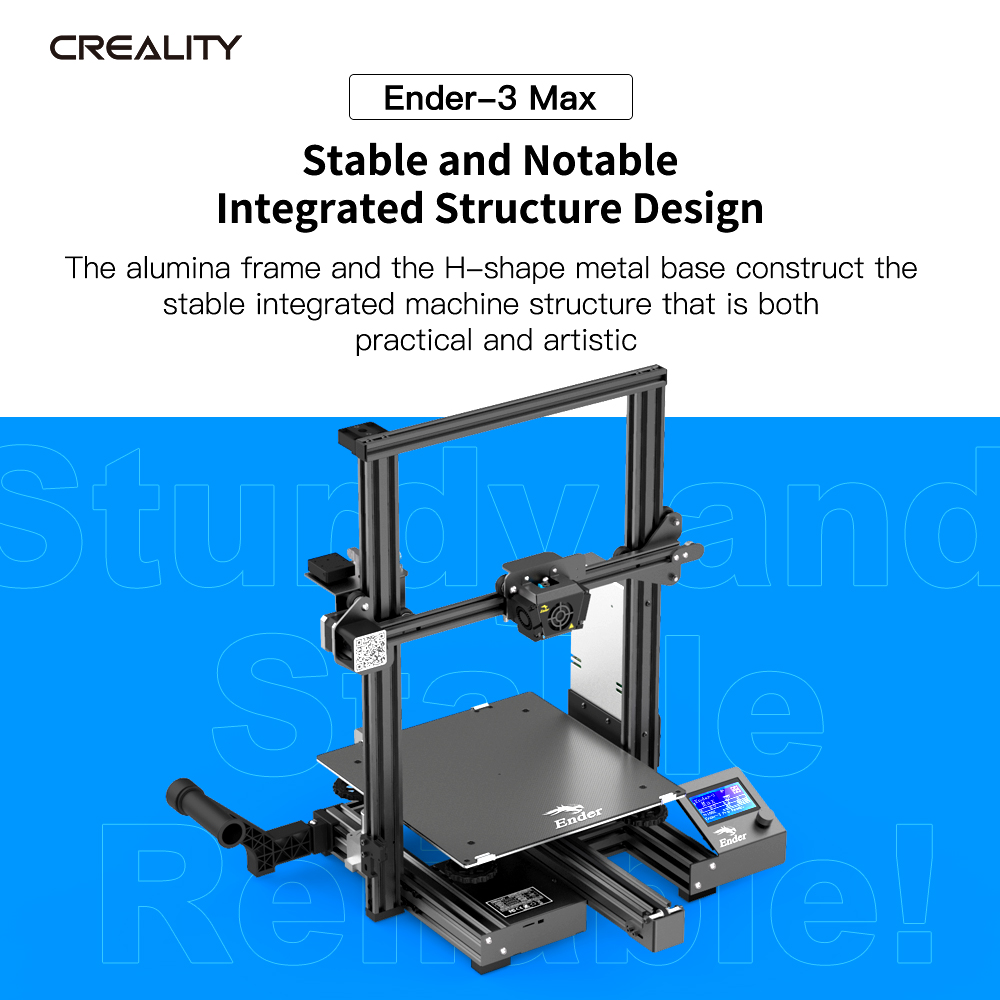 CREALITY
Ender-3 Max
Stable and Notable
Integrated Structure Design
The alumina frame and the H-shape metal base construct the
stable integrated machine structure that is both
practical and artistic
Sturdy and
Stable
Reliable!
Ender
Ender